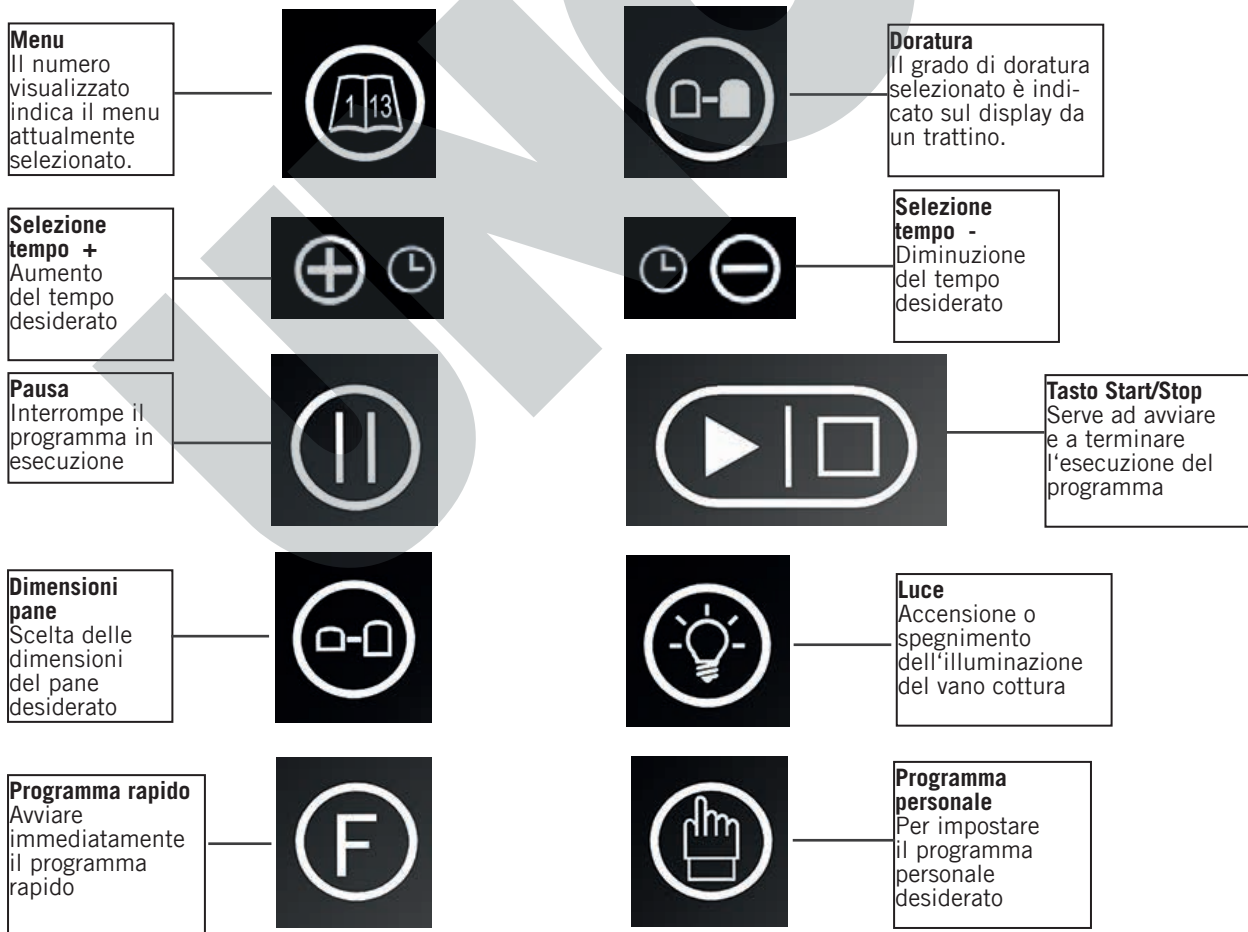 Menu
Il numero
visualizzato
indica il menu
attualmente
selezionato.
1 13
Doratura
Il grado di doratura
selezionato è indi-
cato sul display da
un trattino.
Selezione
tempo +
Aumento
del tempo
desiderato
Selezione
tempo -
Diminuzione
del tempo
desiderato
Pausa
Interrompe il
programma in
esecuzione
Tasto Start/Stop
Serve ad avviare
e a terminare
l‘esecuzione del
programma
Dimensioni
pane
Scelta delle
dimensioni
del pane
desiderato
Luce
Accensione o
spegnimento
dell‘illuminazione
del vano cottura
Programma rapido
Avviare
immediatamente
il programma
rapido
F
Programma
personale
Per impostare
il programma
personale
desiderato